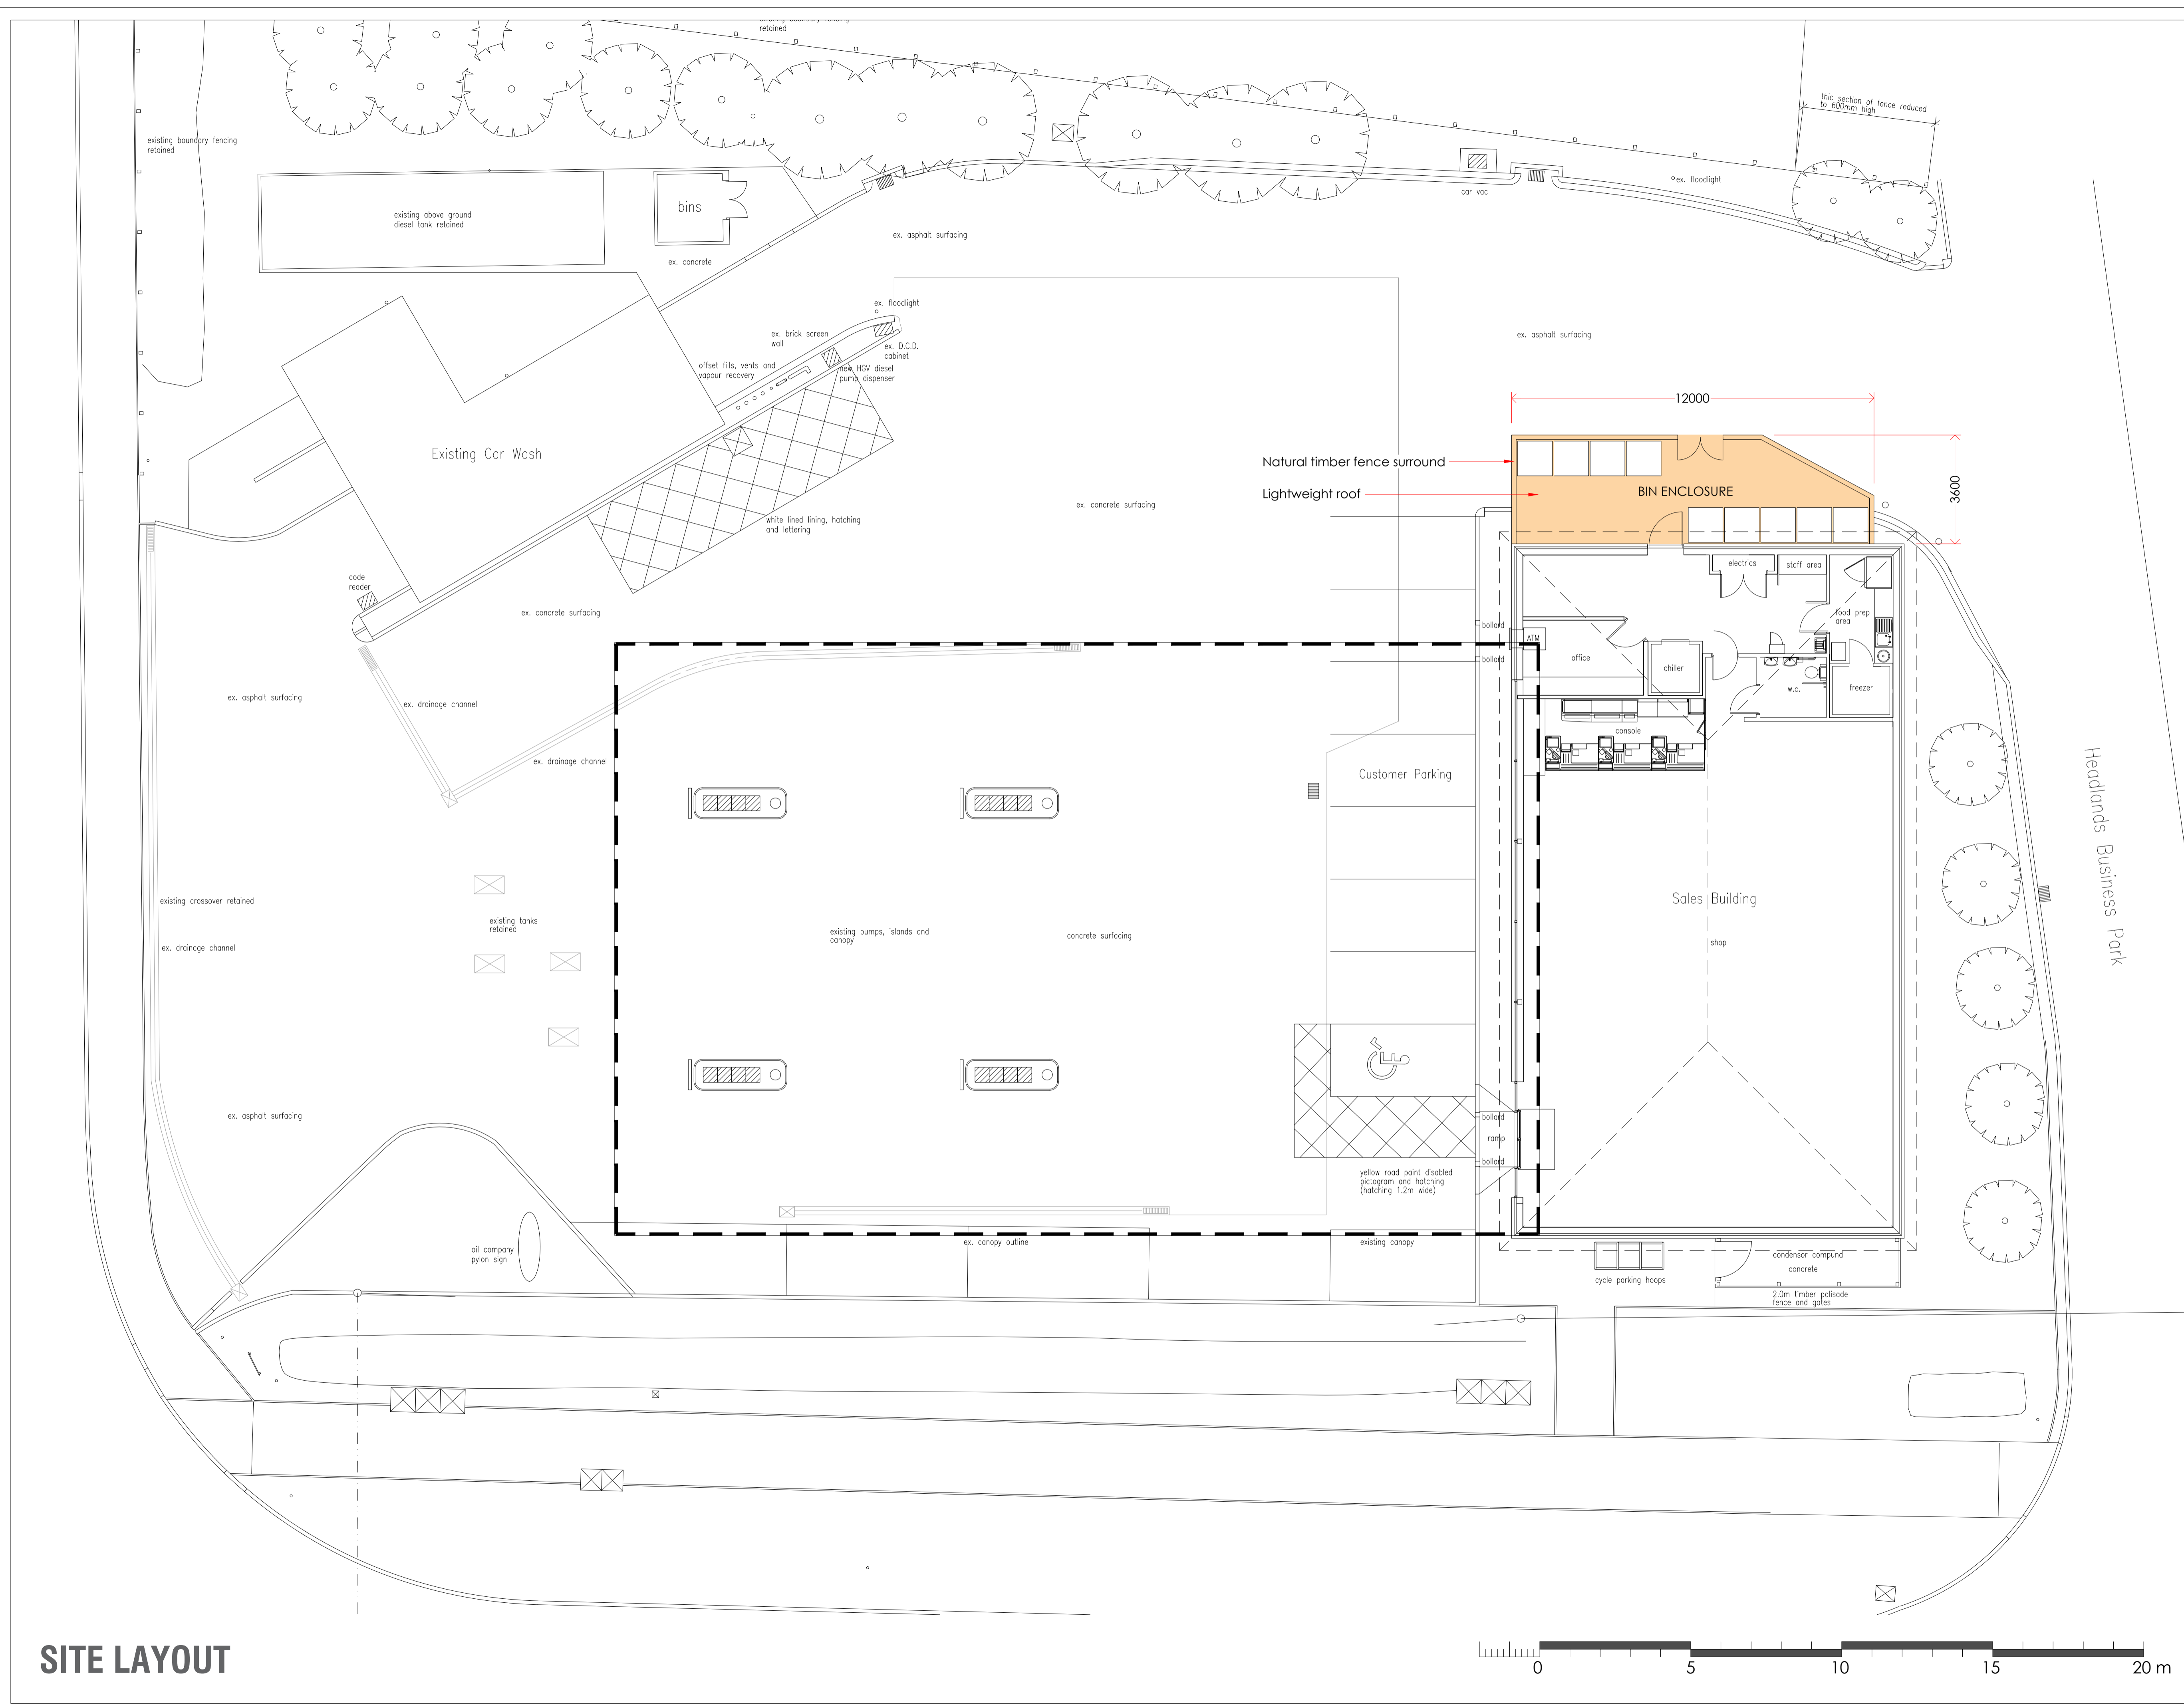 existing boundary fencing
retained
thic section of fence reduced
to 600mm high
existing boundary fencing
retained
ex. floodlight
car vac
bins
existing above ground
diesel tank retained
ex. asphalt surfacing
ex. concrete
ex. floodlight
ex. brick screen
wall
ex. D.C.D.
cabinet
offset fills, vents and
vapour recovery
new HGV diesel
pump dispenser
ex. asphalt surfacing
12000
3600
Existing Car Wash
Natural timber fence surround
Lightweight roof
BIN ENCLOSURE
ex. concrete surfacing
white lined lining, hatching
and lettering
code
reader
ex. concrete surfacing
electrics
staff area
food prep
area
bollard
ATM
bollard
office
chiller
w.c.
freezer
ex. asphalt surfacing
ex. drainage channel
console
ex. drainage channel
Customer Parking
Headlands Business Park
existing crossover retained
Sales Building
existing tanks
retained
existing pumps, islands and
canopy
concrete surfacing
shop
ex. drainage channel
ex. asphalt surfacing
bollard
ramp
bollard
yellow road paint disabled
pictogram and hatching
(hatching 1.2m wide)
oil company
pylon sign
ex. canopy outline
existing canopy
condensor compund
concrete
cycle parking hoops
2.0m timber palisade
fence and gates
SITE LAYOUT
0 5 10 15 20 m